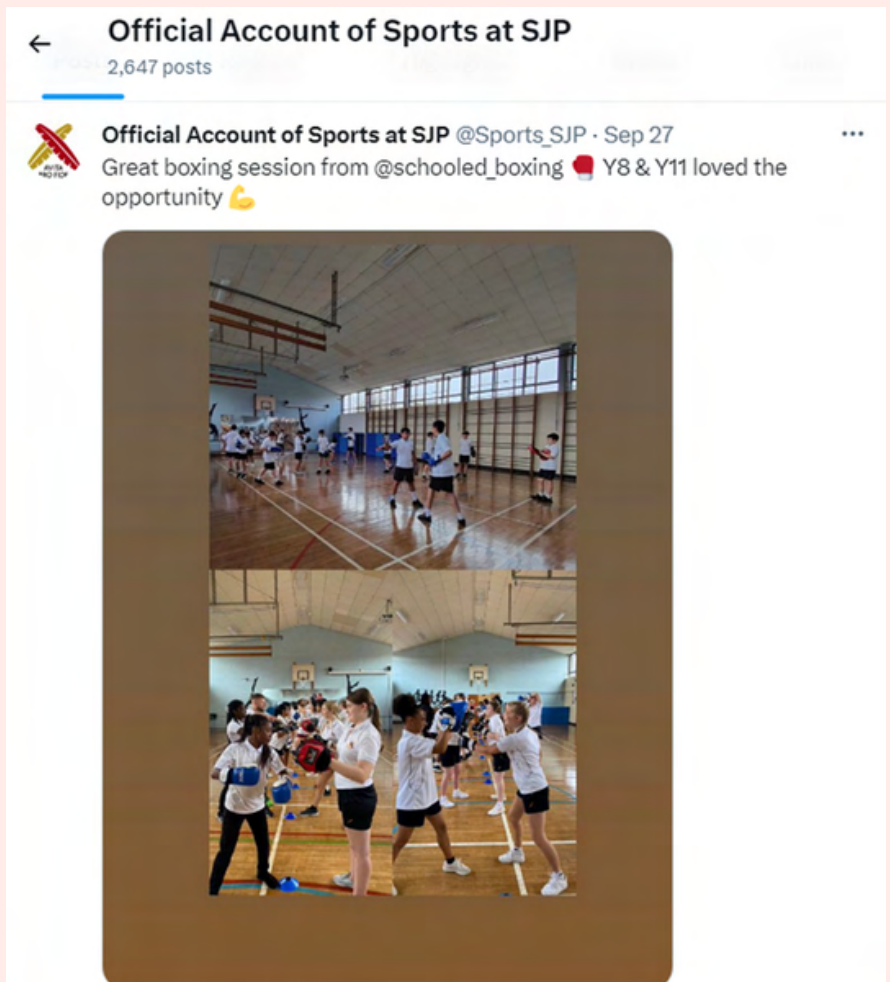 Official Account of Sports at SJP
2,647 posts
Official Account of Sports at SJP @Sports_SJP · Sep 27
Great boxing session from @schooled_boxing 🥊 Y8 & Y11 loved the
opportunity 💪